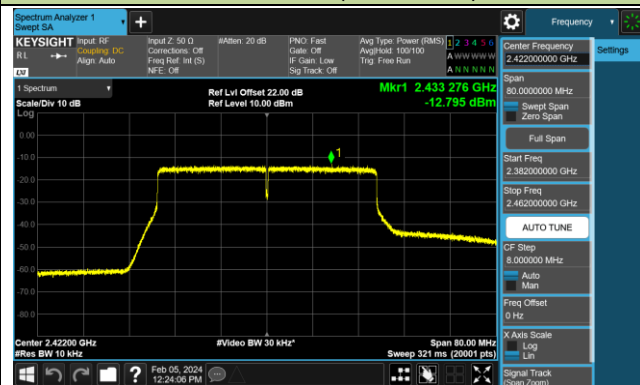 Spectrum Analyzer 1
Swept SA
Frequency
KEYSIGHT
Input: RF
Input Z: 50 Ω
#Atten: 20 dB
PNO: Fast
Avg Type: Power (RMS)
1 2 3 4 5 6
RL
Coupling: DC
Corrections: Off
Gate: Off
Avg|Hold: 100/100
A W W W W W
Align: Auto
Freq Ref: Int (S)
IF Gain: Low
Trig: Free Run
NFE: Off
Sig Track: Off
A N N N N N
LXI
1 Spectrum
Ref Lvl Offset 22.00 dB
Mkr1 2.433 276 GHz
Scale/Div 10 dB
Ref Level 10.00 dBm
-12.795 dBm
Log
0.00
-10.0
-20.0
-30.0
-40.0
-50.0
-60.0
-70.0
-80.0
1
Center 2.42200 GHz
#Video BW 30 kHz*
Span 80.00 MHz
#Res BW 10 kHz
Sweep 321 ms (20001 pts)
Feb 05, 2024
12:24:06 PM
Center Frequency
2.422000000 GHz
Settings
Span
80.0000000 MHz
Swept Span
Zero Span
Full Span
Start Freq
2.382000000 GHz
Stop Freq
2.462000000 GHz
AUTO TUNE
CF Step
8.000000 MHz
Auto
Man
Freq Offset
0 Hz
X Axis Scale
Log
Lin
Signal Track
(Span Zoom)